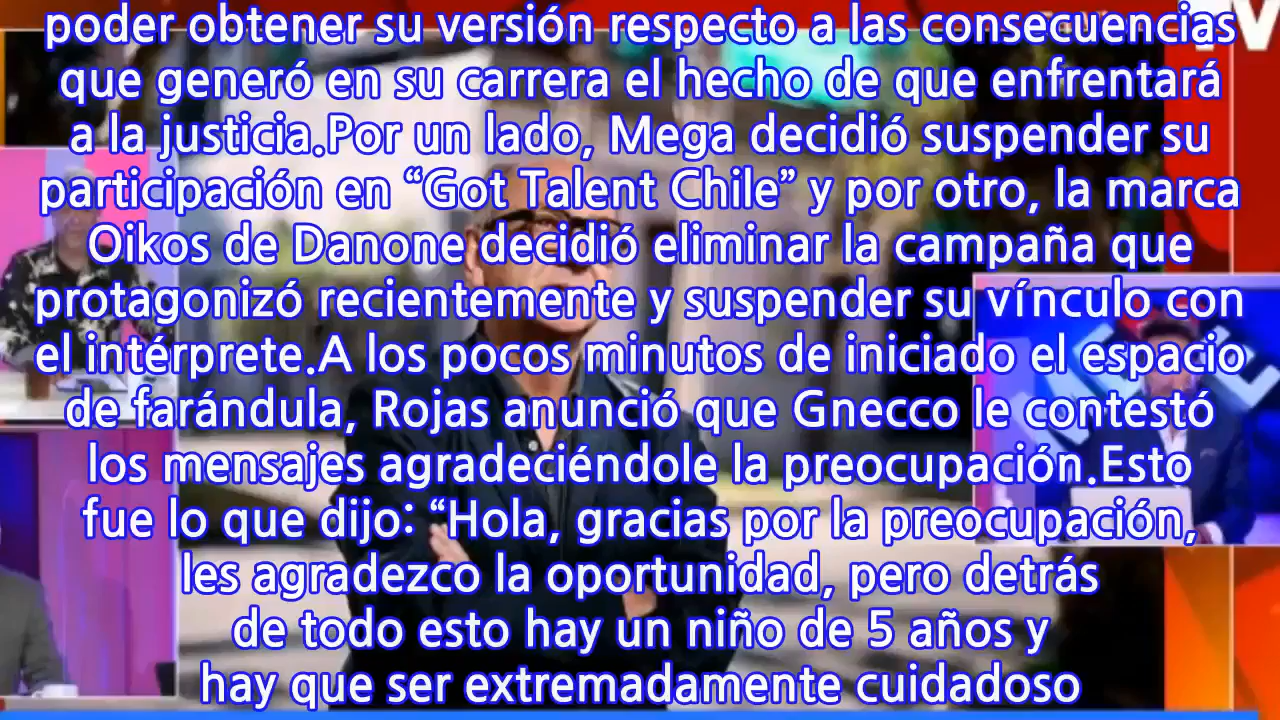 poder obtener su versión respecto a las consecuencias
que generó en su carrera el hecho de que enfrentará
a la justicia.Por un lado, Mega decidió suspender su
participación en “Got Talent Chile” y por otro, la marca
Oikos de Danone decidió eliminar la campaña que
protagonizó recientemente y suspender su vínculo con
el intérprete.A los pocos minutos de iniciado el espacio
de farándula, Rojas anunció que Gnecco le contestó
los mensajes agradeciéndole la preocupación.Esto
fue lo que dijo: “Hola, gracias por la preocupación,
les agradezco la oportunidad, pero detrás
de todo esto hay un niño de 5 años y
hay que ser extremadamente cuidadoso